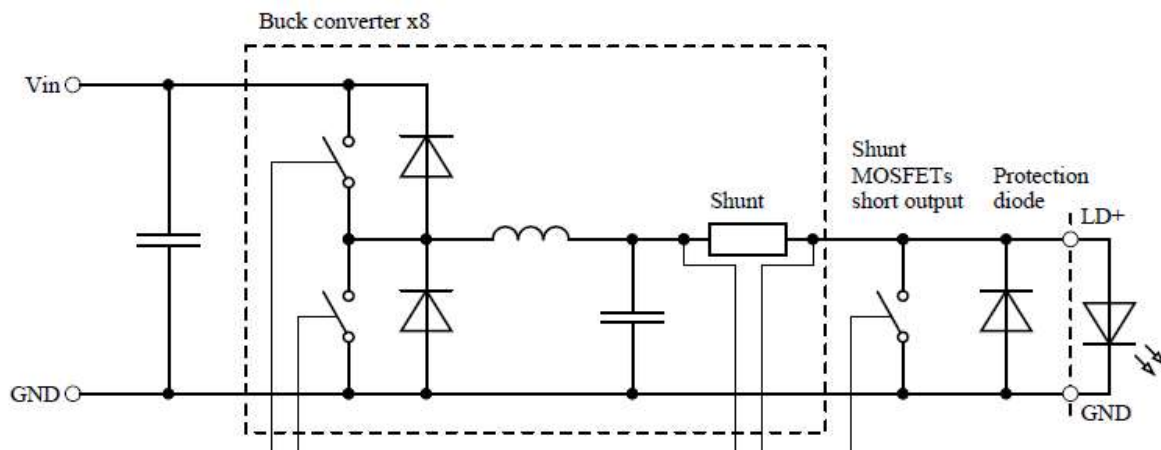 Buck converter x8
Vin
Shunt
MOSFETs
short output
Protection
diode
Shunt
LD+
GND
GND